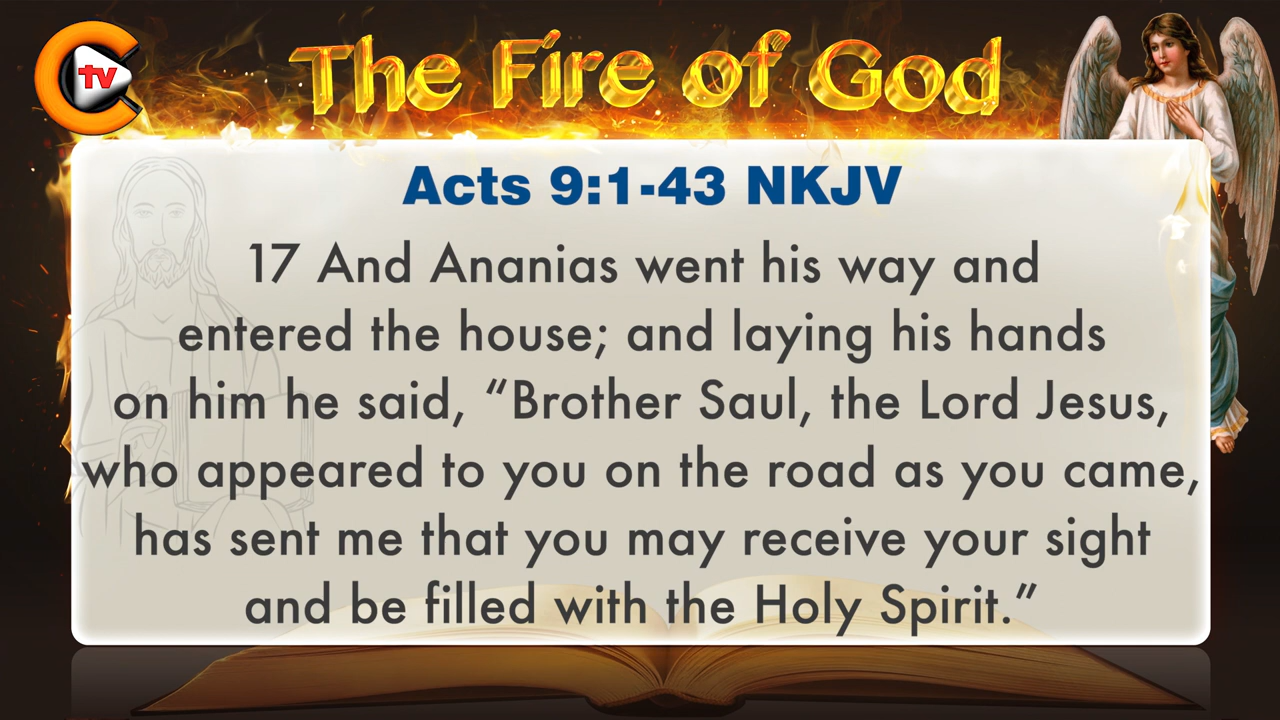 tv
The Fire of God
Acts 9:1-43 NKJV
17 And Ananias went his way and
entered the house; and laying his hands
on him he said, “Brother Saul, the Lord Jesus,
who appeared to you on the road as you came,
has sent me that you may receive your sight
and be filled with the Holy Spirit.”